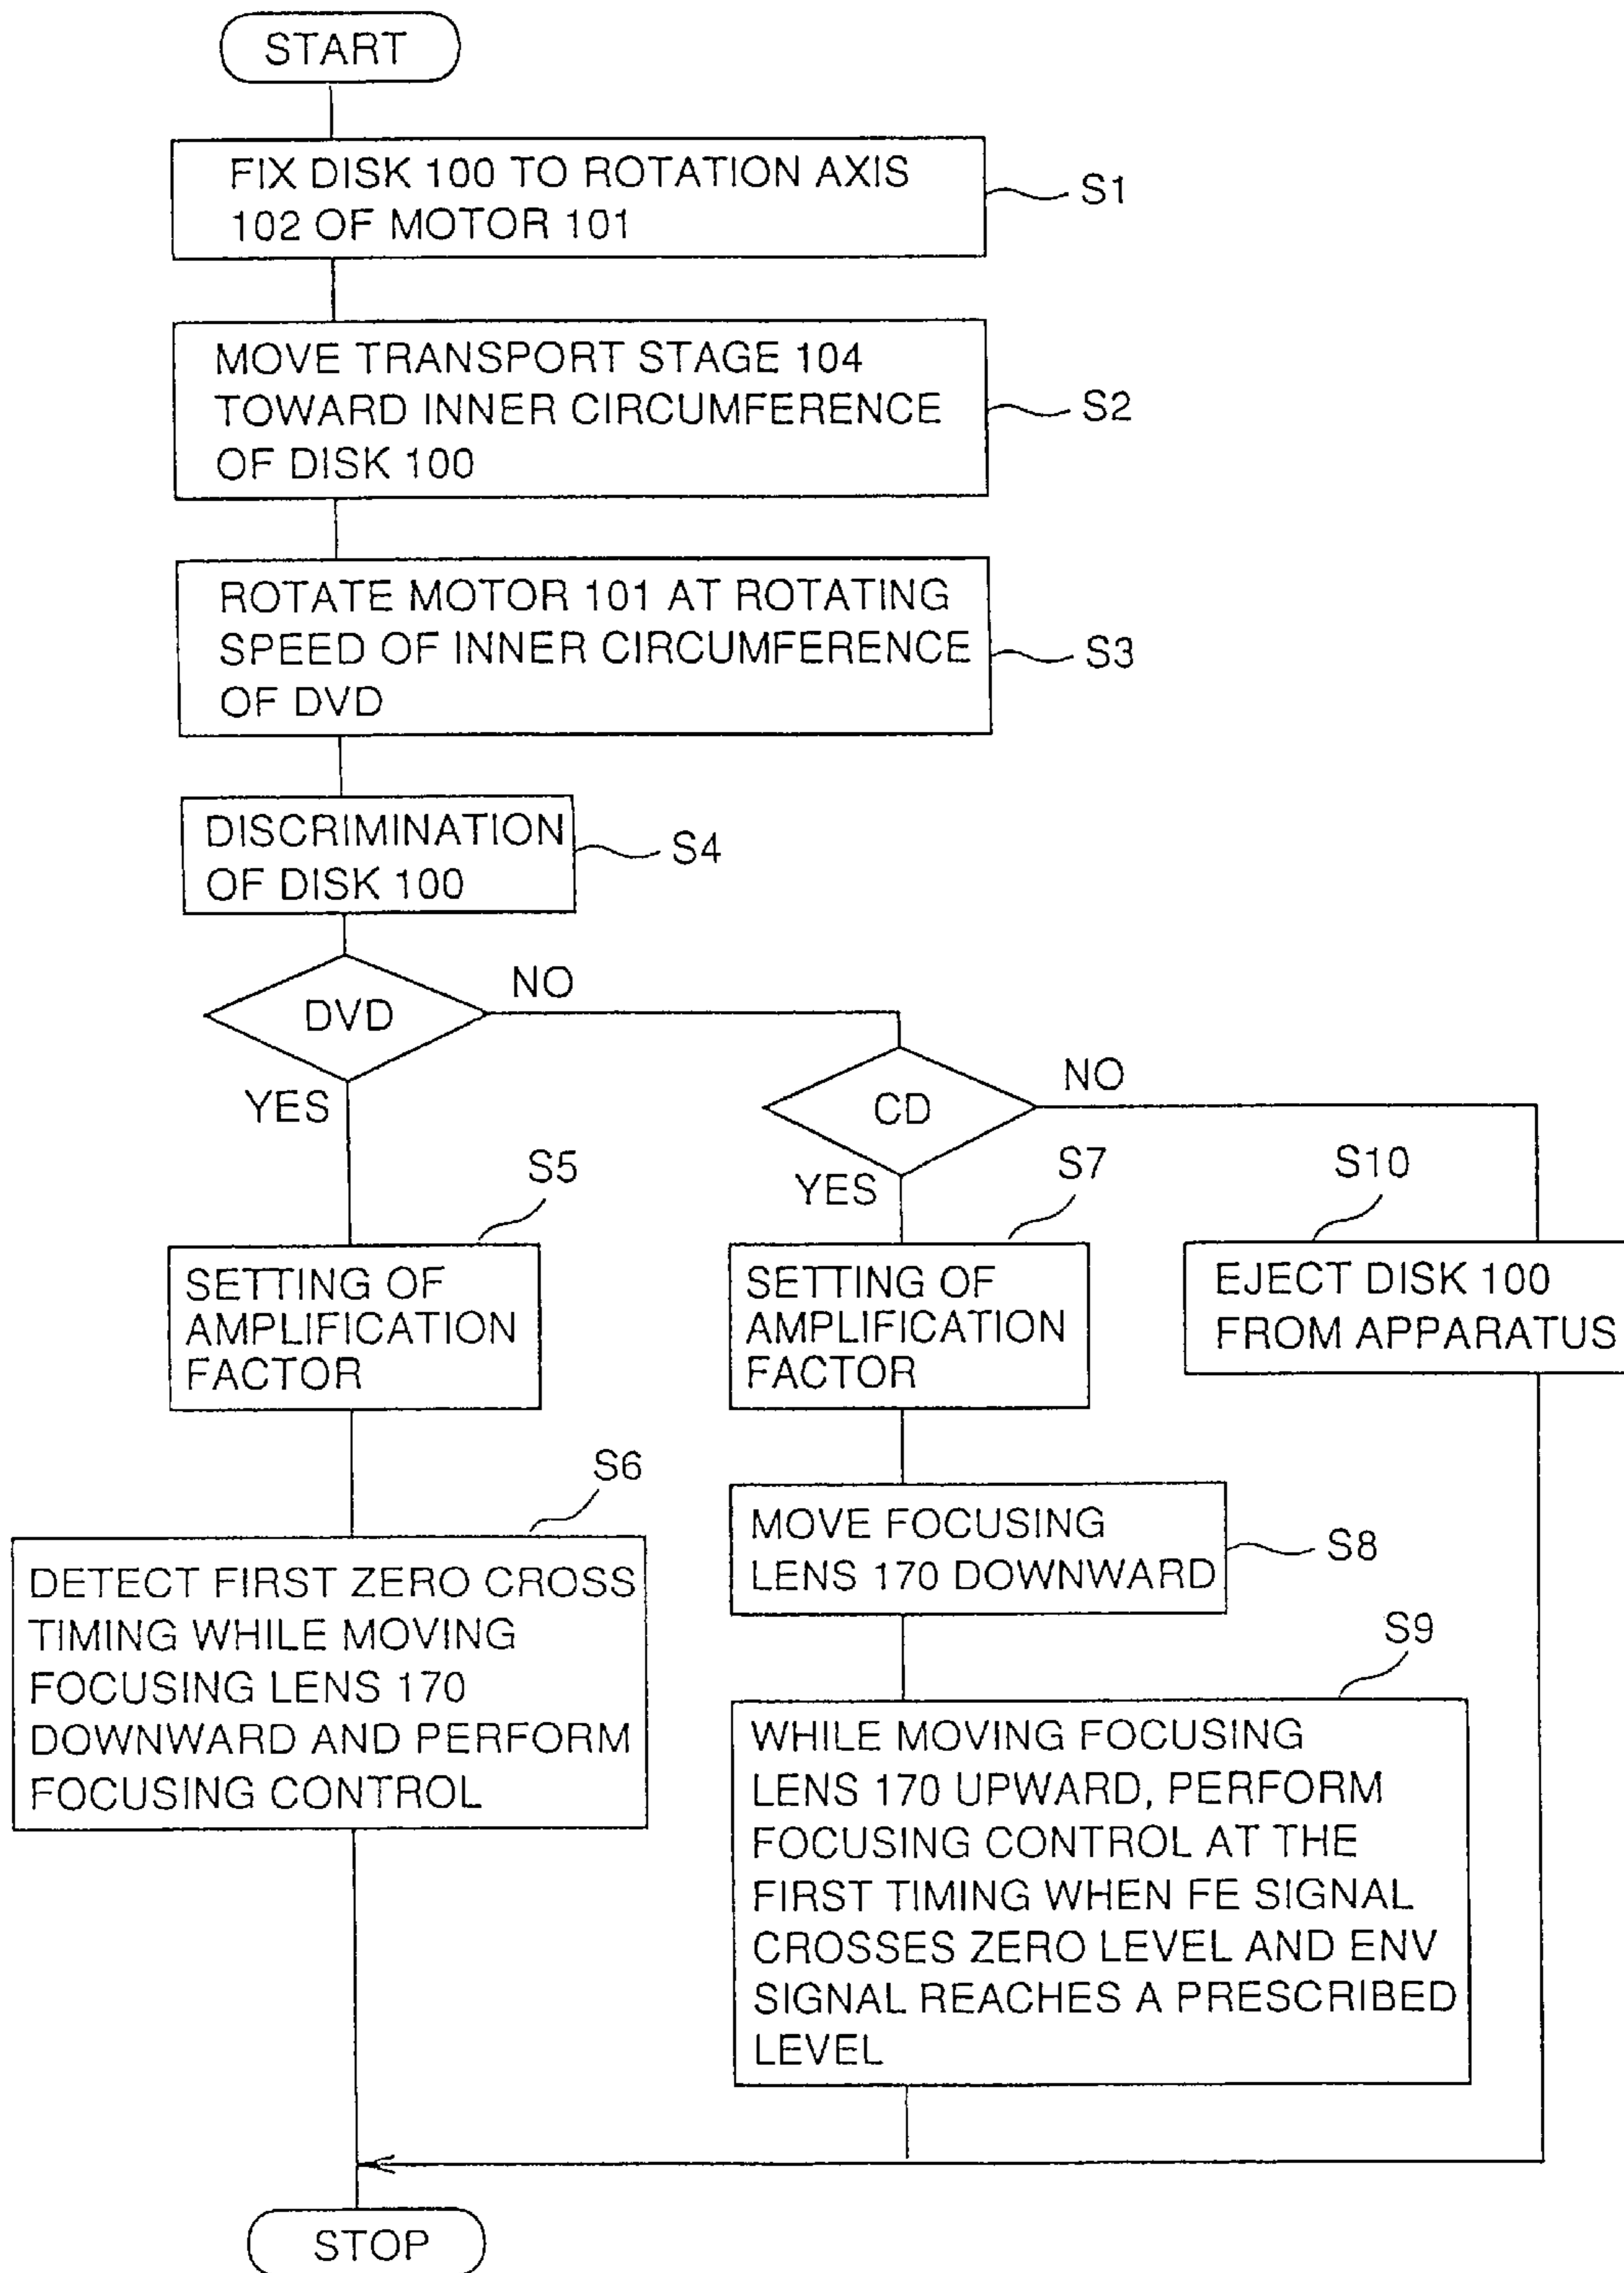 START
FIX DISK 100 TO ROTATION AXIS
102 OF MOTOR 101
S1
MOVE TRANSPORT STAGE 104
TOWARD INNER CIRCUMFERENCE
OF DISK 100
S2
ROTATE MOTOR 101 AT ROTATING
SPEED OF INNER CIRCUMFERENCE
OF DVD
S3
DISCRIMINATION
OF DISK 100
S4
DVD
NO
YES
CD
NO
YES
S5
SETTING OF
AMPLIFICATION
FACTOR
S7
SETTING OF
AMPLIFICATION
FACTOR
S10
EJECT DISK 100
FROM APPARATUS
S6
DETECT FIRST ZERO CROSS
TIMING WHILE MOVING
FOCUSING LENS 170
DOWNWARD AND PERFORM
FOCUSING CONTROL
MOVE FOCUSING
LENS 170 DOWNWARD
S8
S9
WHILE MOVING FOCUSING
LENS 170 UPWARD, PERFORM
FOCUSING CONTROL AT THE
FIRST TIMING WHEN FE SIGNAL
CROSSES ZERO LEVEL AND ENV
SIGNAL REACHES A PRESCRIBED
LEVEL
STOP